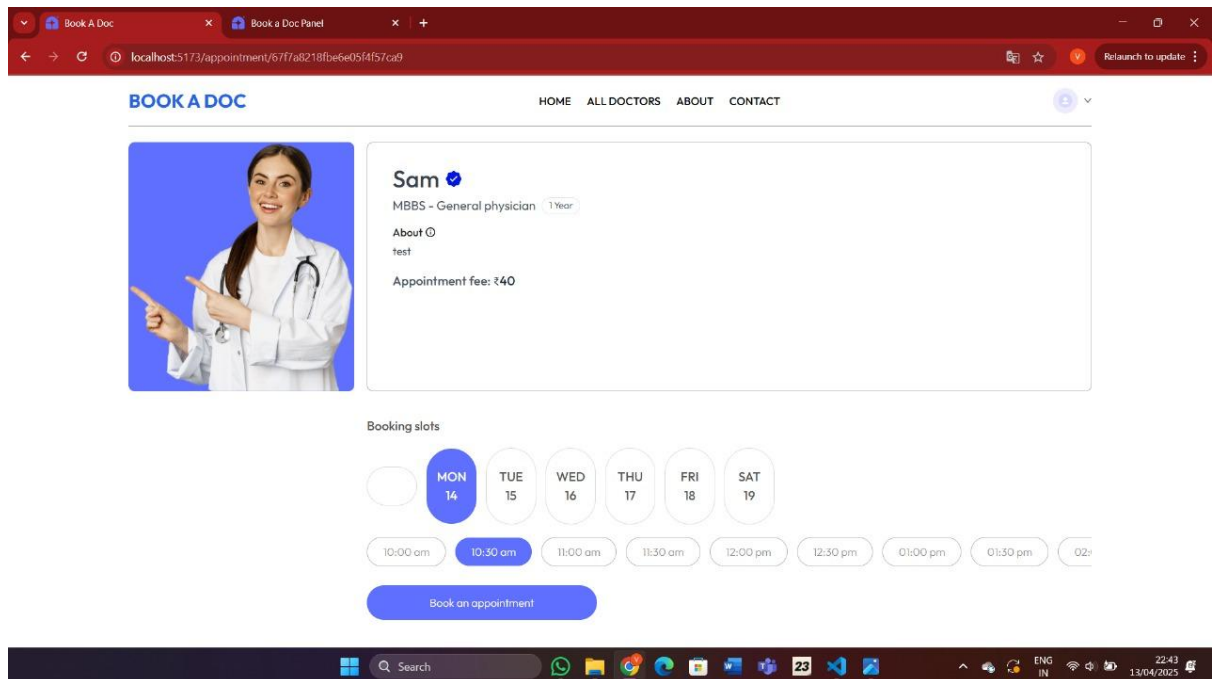 Book A Doc
Book a Doc Panel
localhost:5173/appointment/67f7a8218fbe6e05f4f57ca9
Relaunch to update
BOOK A DOC
HOME ALL DOCTORS ABOUT CONTACT
Sam
MBBS - General physician 1 Year
About
test
Appointment fee: ₹40
Booking slots
MON TUE WED THU FRI SAT
14 15 16 17 18 19
10:00 am 10:30 am 11:00 am 11:30 am 12:00 pm 12:30 pm 01:00 pm 01:30 pm 02:
Book an appointment
Search
23
ENG
IN
22:43
13/04/2025